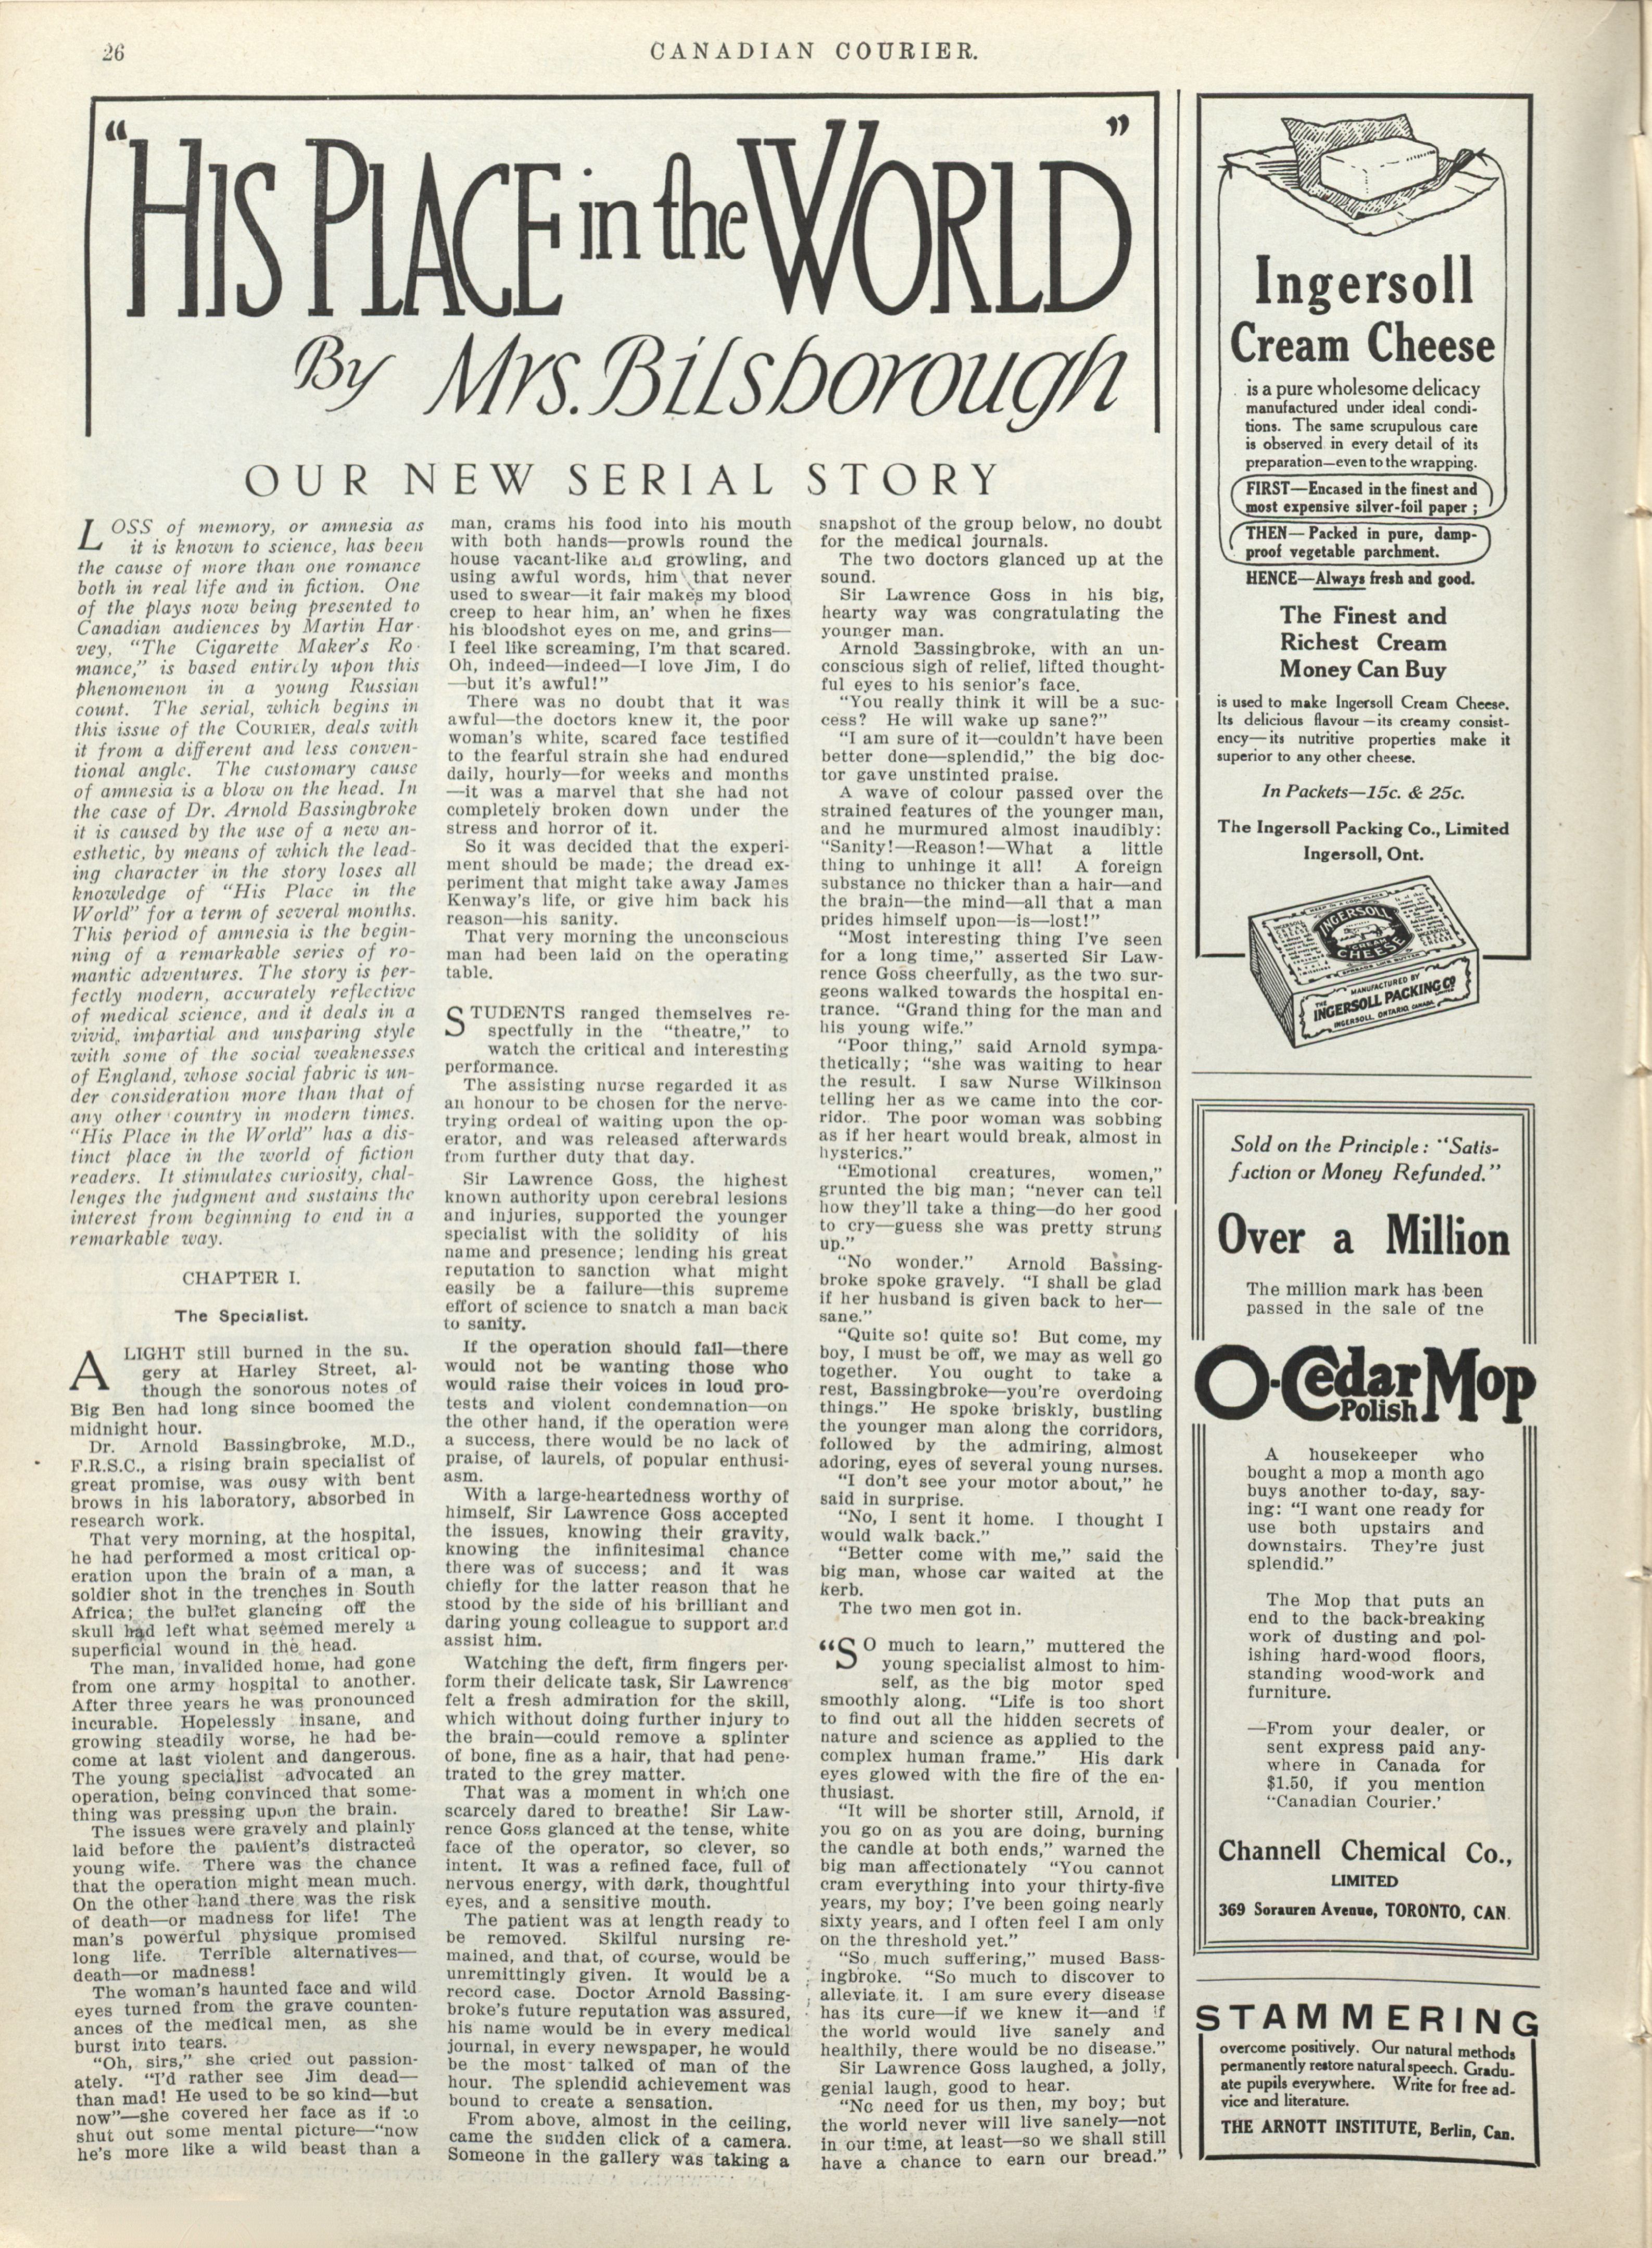 26
CANADIAN COURIER.
“HIS PLACE in the WORLD”
By Mrs. Bilsborough
OUR NEW SERIAL STORY
LOSS of memory, or amnesia as
it is known to science, has been
the cause of more than one romance
both in real life and in fiction. One
of the plays now being presented to
Canadian audiences by Martin Har-
vey, “The Cigarette Maker's Ro-
mance,” is based entirely upon this
phenomenon in a young Russian
count. The serial, which begins in
this issue of the COURIER, deals with
it from a different and less conven-
tional angle. The customary cause
of amnesia is a blow on the head. In
the case of Dr. Arnold Bassingbroke
it is caused by the use of a new an-
esthetic, by means of which the lead-
ing character in the story loses all
knowledge of “His Place in the
World” for a term of several months.
This period of amnesia is the begin-
ning of a remarkable series of ro-
mantic adventures. The story is per-
fectly modern, accurately reflective
of medical science, and it deals in a
vivid, impartial and unsparing style
with some of the social weaknesses
of England, whose social fabric is un-
der consideration more than that of
any other country in modern times.
“His Place in the World” has a dis-
tinct place in the world of fiction
readers. It stimulates curiosity, chal-
lenges the judgment and sustains the
interest from beginning to end in a
remarkable way.
CHAPTER I.
The Specialist.
A LIGHT still burned in the su.
gery at Harley Street, al-
though the sonorous notes of
Big Ben had long since boomed the
midnight hour.
Dr. Arnold Bassingbroke, M.D.,
F.R.S.C., a rising brain specialist of
great promise, was busy with bent
brows in his laboratory, absorbed in
research work.
That very morning, at the hospital,
he had performed a most critical op-
eration upon the brain of a man, a
soldier shot in the trenches in South
Africa; the bullet glancing off the
skull had left what seemed merely a
superficial wound in the head.
The man, invalided home, had gone
from one army hospital to another.
After three years he was pronounced
incurable. Hopelessly insane, and
growing steadily worse, he had be-
come at last violent and dangerous.
The young specialist advocated an
operation, being convinced that some-
thing was pressing upon the brain.
The issues were gravely and plainly
laid before the patient's distracted
young wife. There was the chance
that the operation might mean much.
On the other hand there was the risk
of death—or madness for life! The
man's powerful physique promised
long life. Terrible alternatives—
death—or madness!
The woman's haunted face and wild
eyes turned from the grave counten-
ances of the medical men, as she
burst into tears.
“Oh, sirs,” she cried out passion-
ately. “I'd rather see Jim dead—
than mad! He used to be so kind—but
now”—she covered her face as if to
shut out some mental picture—“now
he's more like a wild beast than a
man, crams his food into his mouth
with both hands—prowls round the
house vacant-like and growling, and
using awful words, him that never
used to swear—it fair makes my blood
creep to hear him, an' when he fixes
his bloodshot eyes on me, and grins—
I feel like screaming, I'm that scared.
Oh, indeed—indeed—I love Jim, I do
—but it's awful!”
There was no doubt that it was
awful—the doctors knew it, the poor
woman's white, scared face testified
to the fearful strain she had endured
daily, hourly—for weeks and months
—it was a marvel that she had not
completely broken down under the
stress and horror of it.
So it was decided that the experi-
ment should be made; the dread ex-
periment that might take away James
Kenway's life, or give him back his
reason—his sanity.
That very morning the unconscious
man had been laid on the operating
table.
STUDENTS ranged themselves re-
spectfully in the “theatre,” to
watch the critical and interesting
performance.
The assisting nurse regarded it as
an honour to be chosen for the nerve-
trying ordeal of waiting upon the op-
erator, and was released afterwards
from further duty that day.
Sir Lawrence Goss, the highest
known authority upon cerebral lesions
and injuries, supported the younger
specialist with the solidity of his
name and presence; lending his great
reputation to sanction what might
easily be a failure—this supreme
effort of science to snatch a man back
to sanity.
If the operation should fail—there
would not be wanting those who
would raise their voices in loud pro-
tests and violent condemnation—on
the other hand, if the operation were
a success, there would be no lack of
praise, of laurels, of popular enthusi-
asm.
With a large-heartedness worthy of
himself, Sir Lawrence Goss accepted
the issues, knowing their gravity,
knowing the infinitesimal chance
there was of success; and it was
chiefly for the latter reason that he
stood by the side of his brilliant and
daring young colleague to support and
assist him.
Watching the deft, firm fingers per-
form their delicate task, Sir Lawrence
felt a fresh admiration for the skill,
which without doing further injury to
the brain—could remove a splinter
of bone, fine as a hair, that had pene-
trated to the grey matter.
That was a moment in which one
scarcely dared to breathe! Sir Law-
rence Goss glanced at the tense, white
face of the operator, so clever, so
intent. It was a refined face, full of
nervous energy, with dark, thoughtful
eyes, and a sensitive mouth.
The patient was at length ready to
be removed. Skilful nursing re-
mained, and that, of course, would be
unremittingly given. It would be a
record case. Doctor Arnold Bassing-
broke's future reputation was assured,
his name would be in every medical
journal, in every newspaper, he would
be the most talked of man of the
hour. The splendid achievement was
bound to create a sensation.
From above, almost in the ceiling,
came the sudden click of a camera.
Someone in the gallery was taking a
snapshot of the group below, no doubt
for the medical journals.
The two doctors glanced up at the
sound.
Sir Lawrence Goss in his big,
hearty way was congratulating the
younger man.
Arnold Bassingbroke, with an un-
conscious sigh of relief, lifted thought-
ful eyes to his senior's face.
“You really think it will be a suc-
cess? He will wake up sane?”
“I am sure of it—couldn't have been
better done—splendid,” the big doc-
tor gave unstinted praise.
A wave of colour passed over the
strained features of the younger man,
and he murmured almost inaudibly:
“Sanity!—Reason!—What a little
thing to unhinge it all! A foreign
substance no thicker than a hair—and
the brain—the mind—all that a man
prides himself upon—is—lost!”
“Most interesting thing I've seen
for a long time,” asserted Sir Law-
rence Goss cheerfully, as the two sur-
geons walked towards the hospital en-
trance. “Grand thing for the man and
his young wife.”
“Poor thing,” said Arnold sympa-
thetically; “she was waiting to hear
the result. I saw Nurse Wilkinson
telling her as we came into the cor-
ridor. The poor woman was sobbing
as if her heart would break, almost in
hysterics.”
“Emotional creatures, women,”
grunted the big man; “never can tell
how they'll take a thing—do her good
to cry—guess she was pretty strung
up.”
“No wonder.” Arnold Bassing-
broke spoke gravely. “I shall be glad
if her husband is given back to her—
sane.”
“Quite so! quite so! But come, my
boy, I must be off, we may as well go
together. You ought to take a
rest, Bassingbroke—you're overdoing
things.” He spoke briskly, bustling
the younger man along the corridors,
followed by the admiring, almost
adoring, eyes of several young nurses.
“I don't see your motor about,” he
said in surprise.
“No, I sent it home. I thought I
would walk back.”
“Better come with me,” said the
big man, whose car waited at the
kerb.
The two men got in.
“SO much to learn,” muttered the
young specialist almost to him-
self, as the big motor sped
smoothly along. “Life is too short
to find out all the hidden secrets of
nature and science as applied to the
complex human frame.” His dark
eyes glowed with the fire of the en-
thusiast.
“It will be shorter still, Arnold, if
you go on as you are doing, burning
the candle at both ends,” warned the
big man affectionately “You cannot
cram everything into your thirty-five
years, my boy; I've been going nearly
sixty years, and I often feel I am only
on the threshold yet.”
“So much suffering,” mused Bass-
ingbroke. “So much to discover to
alleviate it. I am sure every disease
has its cure—if we knew it—and if
the world would live sanely and
healthily, there would be no disease.”
Sir Lawrence Goss laughed, a jolly,
genial laugh, good to hear.
“No need for us then, my boy; but
the world never will live sanely—not
in our time, at least—so we shall still
have a chance to earn our bread.”
Ingersoll
Cream Cheese
is a pure wholesome delicacy
manufactured under ideal condi-
tions. The same scrupulous care
is observed in every detail of its
preparation—even to the wrapping.
FIRST—Encased in the finest and
most expensive silver-foil paper ;
THEN— Packed in pure, damp-
proof vegetable parchment.
HENCE—Always fresh and good.
The Finest and
Richest Cream
Money Can Buy
is used to make Ingersoll Cream Cheese.
Its delicious flavour—its creamy consist-
ency—its nutritive properties make it
superior to any other cheese.
In Packets—15c. & 25c.
The Ingersoll Packing Co., Limited
Ingersoll, Ont.
INGERSOLL
CREAM
CHEESE
MANUFACTURED BY
THE INGERSOLL PACKING CO
INGERSOLL, ONTARIO, CANADA
Sold on the Principle: “Satis-
faction or Money Refunded.”
Over a Million
The million mark has been
passed in the sale of the
O-Cedar Mop
Polish
A housekeeper who
bought a mop a month ago
buys another to-day, say-
ing: “I want one ready for
use both upstairs and
downstairs. They're just
splendid.”
The Mop that puts an
end to the back-breaking
work of dusting and pol-
ishing hard-wood floors,
standing wood-work and
furniture.
—From your dealer, or
sent express paid any-
where in Canada for
$1.50, if you mention
“Canadian Courier.’
Channell Chemical Co.,
LIMITED
369 Sorauren Avenue, TORONTO, CAN.
STAMMERING
overcome positively. Our natural methods
permanently restore natural speech. Gradu-
ate pupils everywhere. Write for free ad-
vice and literature.
THE ARNOTT INSTITUTE, Berlin, Can.